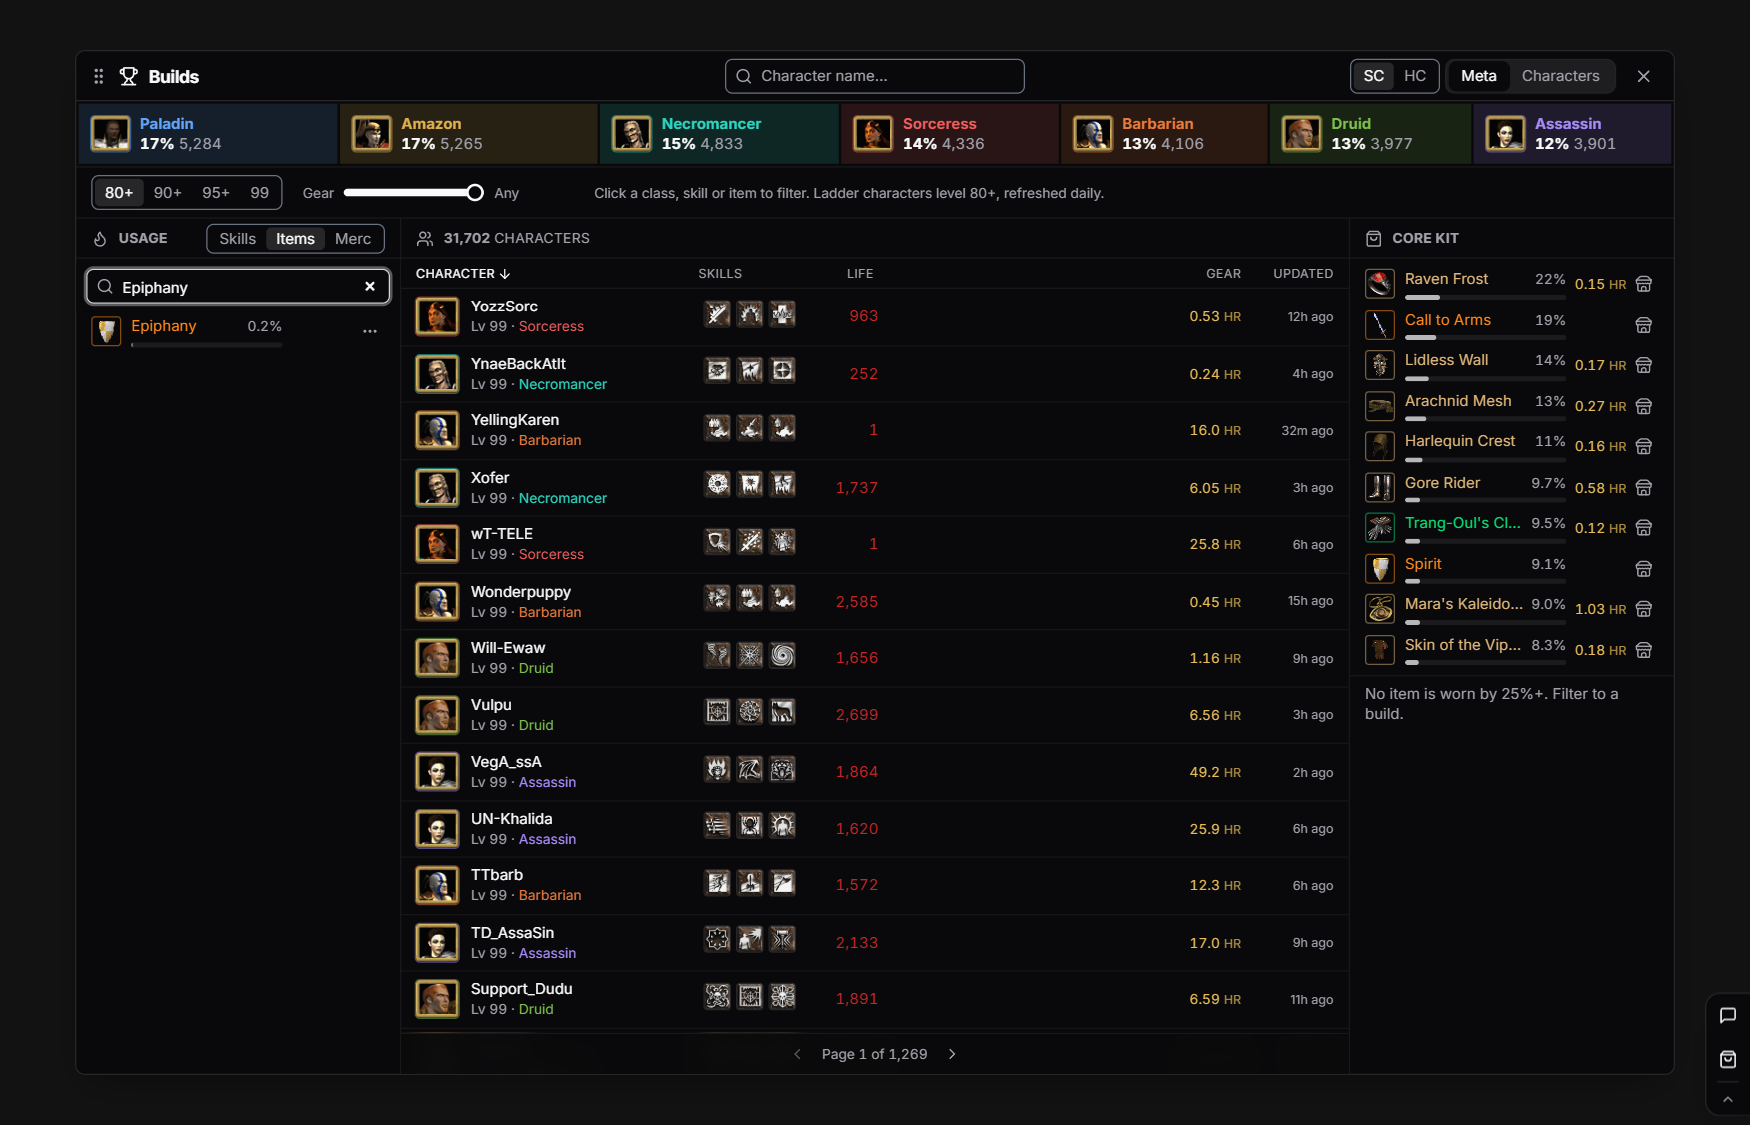 Builds
Character name...
SC HC
Meta Characters
Paladin
17% 5,284
Amazon
17% 5,265
Necromancer
15% 4,833
Sorceress
14% 4,336
Barbarian
13% 4,106
Druid
13% 3,977
Assassin
12% 3,901
80+ 90+ 95+ 99
Gear Any
Click a class, skill or item to filter. Ladder characters level 80+, refreshed daily.
USAGE
Skills Items Merc
Epiphany
Epiphany 0.2%
31,702 CHARACTERS
CHARACTER SKILLS LIFE GEAR UPDATED
YozzSorc
Lv 99 · Sorceress
963 0.53 HR 12h ago
YnaeBackAtIt
Lv 99 · Necromancer
252 0.24 HR 4h ago
YellingKaren
Lv 99 · Barbarian
1 16.0 HR 32m ago
Xofer
Lv 99 · Necromancer
1,737 6.05 HR 3h ago
wT-TELE
Lv 99 · Sorceress
1 25.8 HR 6h ago
Wonderpuppy
Lv 99 · Barbarian
2,585 0.45 HR 15h ago
Will-Ewaw
Lv 99 · Druid
1,656 1.16 HR 9h ago
Vulpu
Lv 99 · Druid
2,699 6.56 HR 3h ago
VegA_ssA
Lv 99 · Assassin
1,864 49.2 HR 2h ago
UN-Khalida
Lv 99 · Assassin
1,620 25.9 HR 6h ago
TTbarb
Lv 99 · Barbarian
1,572 12.3 HR 6h ago
TD_AssaSin
Lv 99 · Assassin
2,133 17.0 HR 9h ago
Support_Dudu
Lv 99 · Druid
1,891 6.59 HR 11h ago
Page 1 of 1,269
CORE KIT
Raven Frost 22% 0.15 HR
Call to Arms 19%
Lidless Wall 14% 0.17 HR
Arachnid Mesh 13% 0.27 HR
Harlequin Crest 11% 0.16 HR
Gore Rider 9.7% 0.58 HR
Trang-Oul's Cl... 9.5% 0.12 HR
Spirit 9.1%
Mara's Kaleido... 9.0% 1.03 HR
Skin of the Vip... 8.3% 0.18 HR
No item is worn by 25%+. Filter to a
build.